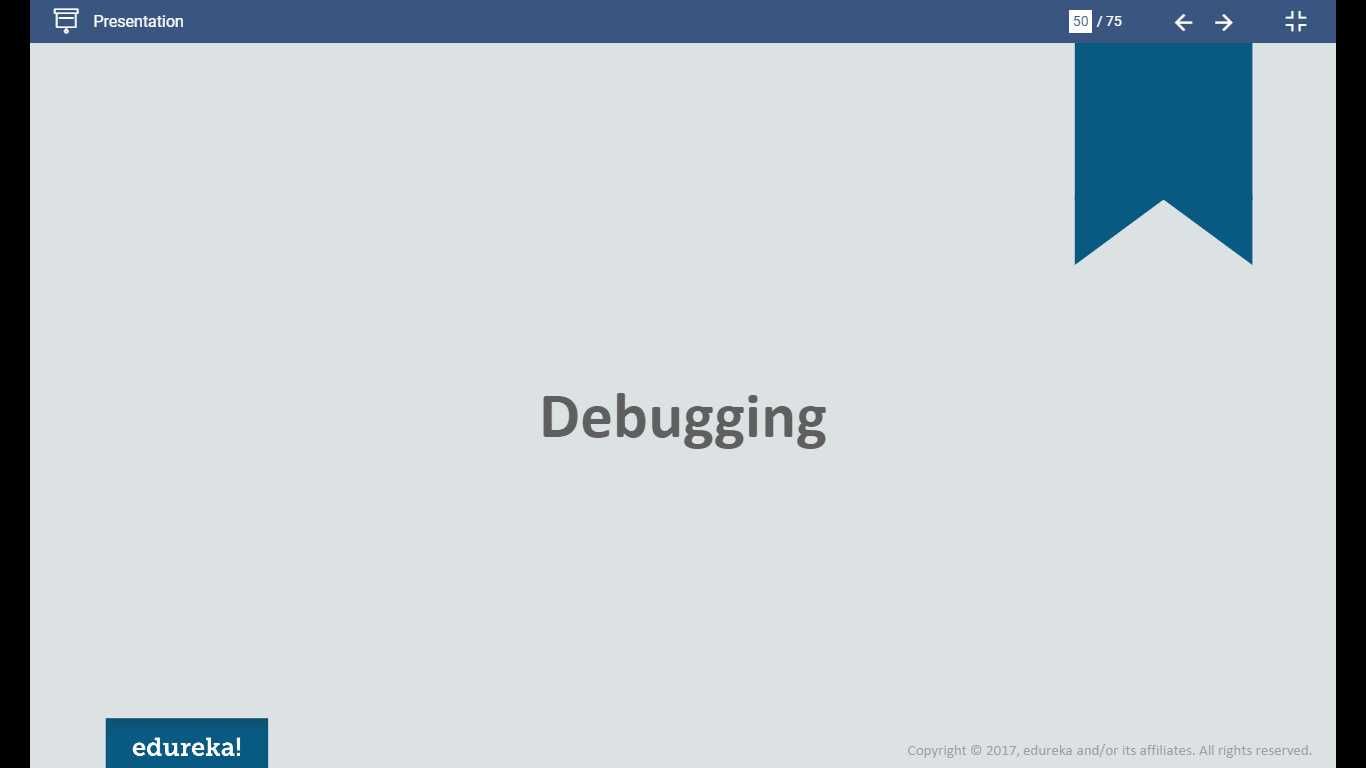 Presentation
50 / 75
Debugging
edureka!
Copyright © 2017, edureka and/or its affiliates. All rights reserved.